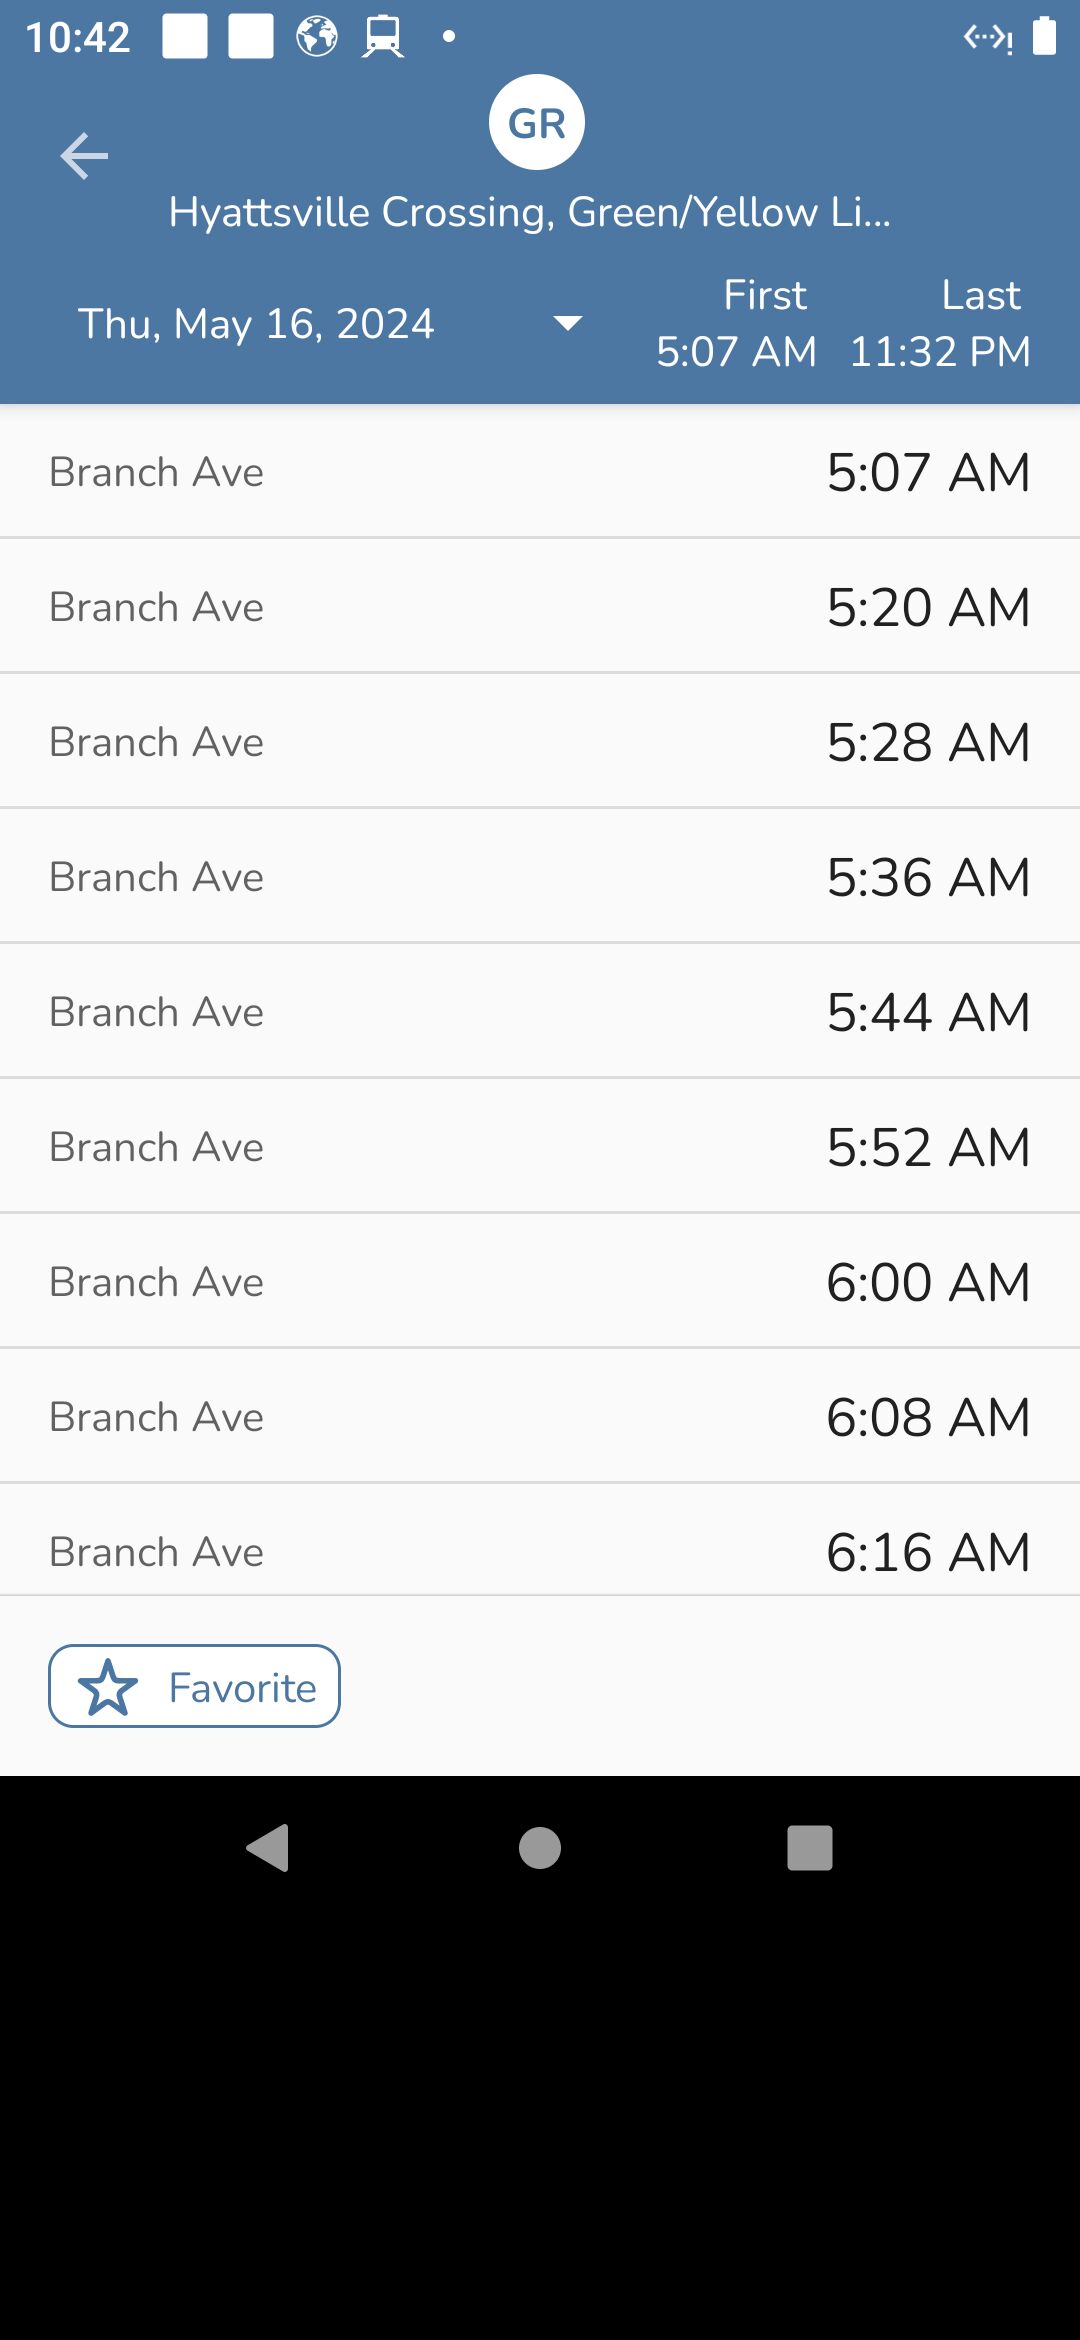 10:42
GR
Hyattsville Crossing, Green/Yellow Li...
Thu, May 16, 2024
First Last
5:07 AM 11:32 PM
Branch Ave 5:07 AM
Branch Ave 5:20 AM
Branch Ave 5:28 AM
Branch Ave 5:36 AM
Branch Ave 5:44 AM
Branch Ave 5:52 AM
Branch Ave 6:00 AM
Branch Ave 6:08 AM
Branch Ave 6:16 AM
Favorite